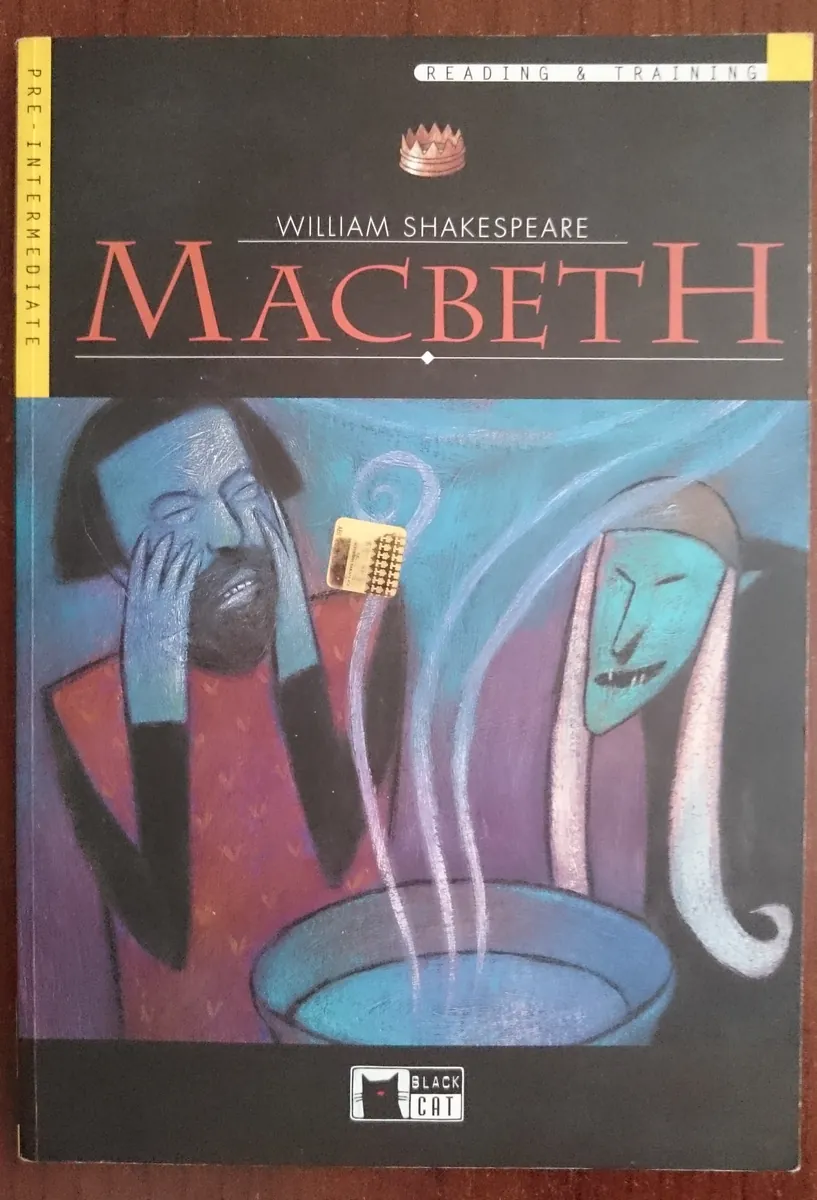 READING & TRAINING
PRE-INTERMEDIATE
WILLIAM SHAKESPEARE
MACBETH
BLACK
CAT